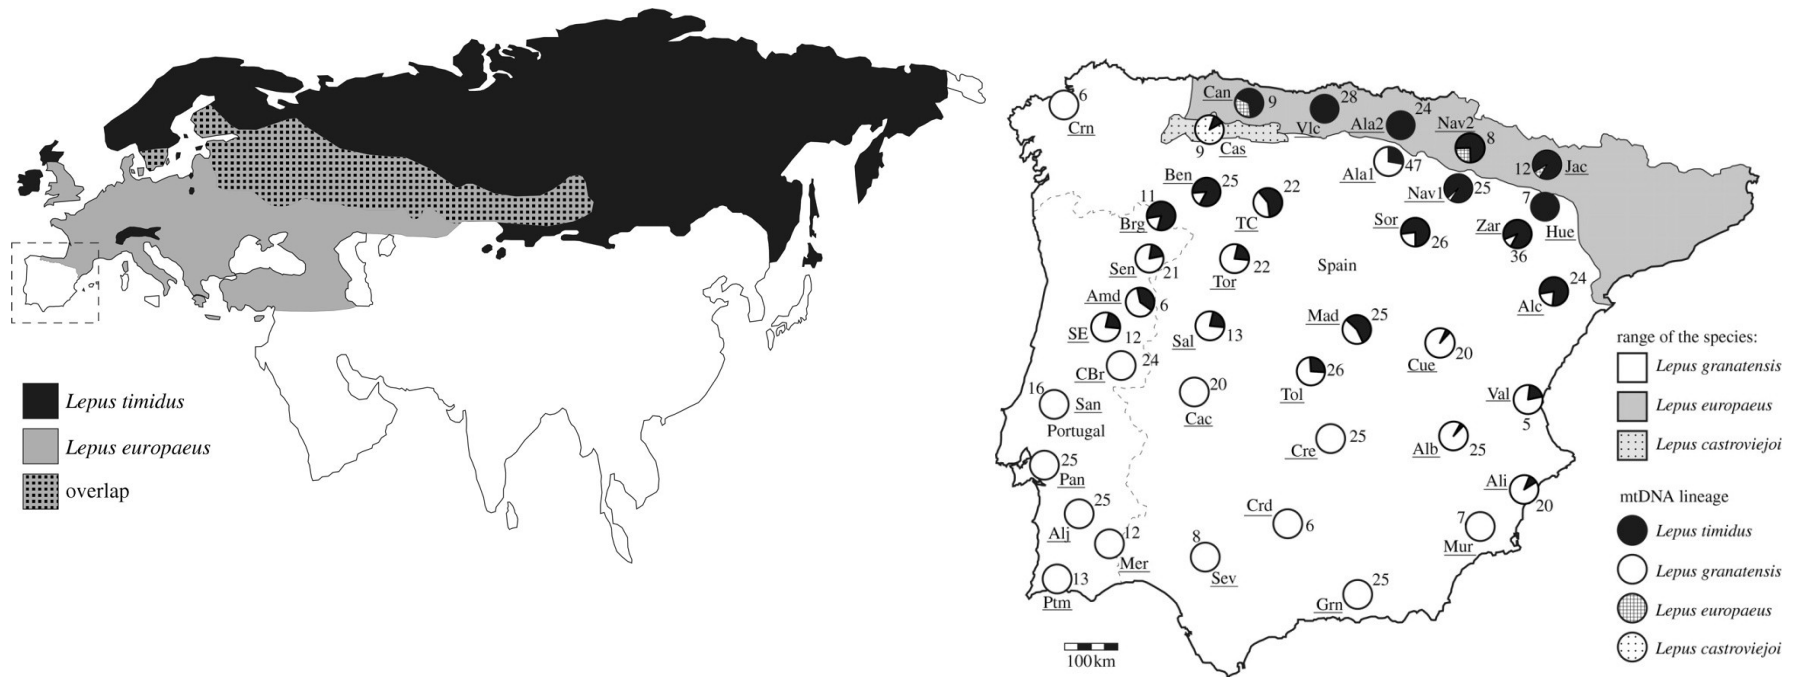 Lepus timidus
Lepus europaeus
overlap
6
Crn
Can
9
28
Vlc
24
Ala2
Nav2
8
9
Cas
12
Jac
Ala1
47
Ben
25
22
TC
Nav1
25
7
Hue
11
Brg
Sor
26
Zar
36
Sen
21
Tor
22
Spain
Amd
6
24
Alc
SE
12
Sal
13
Mad
25
Cue
20
CBr
24
16
San
Portugal
20
Cac
26
Tol
Val
5
25
Cre
Alb
25
25
Pan
Ali
20
25
Alj
12
Mer
Crd
6
7
Mur
8
Sev
13
Ptm
25
Grn
100 km
range of the species:
Lepus granatensis
Lepus europaeus
Lepus castroviejoi
mtDNA lineage
Lepus timidus
Lepus granatensis
Lepus europaeus
Lepus castroviejoi